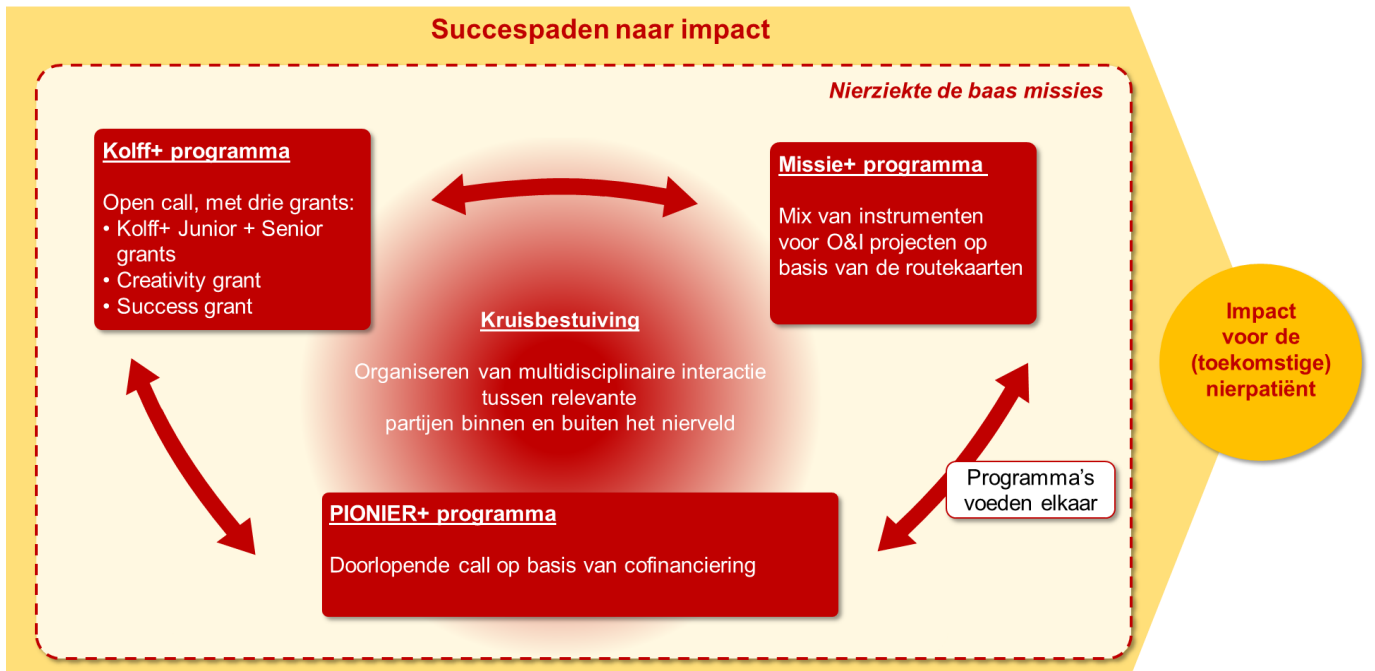 Succespaden naar impact
Nierziekte de baas missies
Kolff+ programma
Open call, met drie grants:
• Kolff+ Junior + Senior
grants
• Creativity grant
• Success grant
Missie+ programma
Mix van instrumenten
voor O&I projecten op
basis van de routekaarten
Kruisbestuiving
Organiseren van multidisciplinaire interactie
tussen relevante
partijen binnen en buiten het nierveld
Impact
voor de
(toekomstige)
nierpatiënt
Programma's
voeden elkaar
PIONIER+ programma
Doorlopende call op basis van cofinanciering